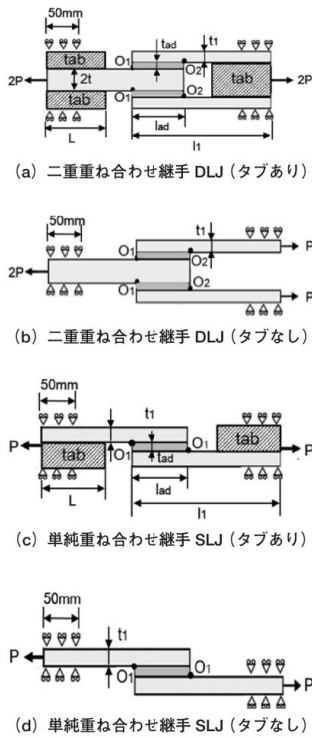 50mm
tab
tab
2P
2t
L
O1
O1
tad
t1
O2
O2
tab
2P
lad
l1
(a) 二重重ね合わせ継手 DLJ (タブあり)
50mm
2P
O1
O1
t1
O2
O2
P
P
(b) 二重重ね合わせ継手 DLJ (タブなし)
50mm
P
tab
L
t1
O1
tad
O1
lad
tab
P
l1
(c) 単純重ね合わせ継手 SLJ (タブあり)
50mm
P
t1
O1
O1
P
(d) 単純重ね合わせ継手 SLJ (タブなし)